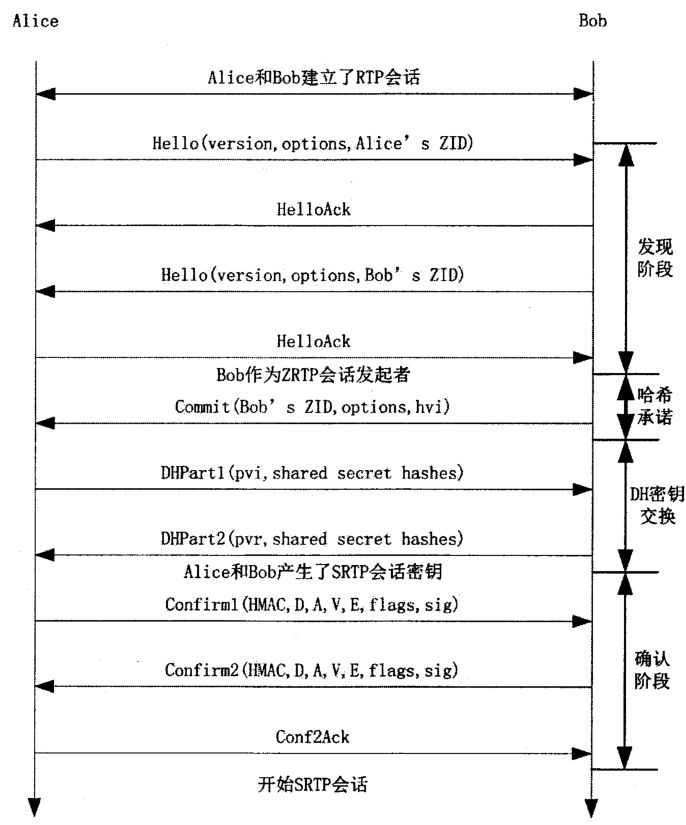 Alice
Bob
Alice和Bob建立了RTP会话
Hello(version,options,Alice's ZID)
HelloAck
发现
阶段
Hello(version,options,Bob's ZID)
HelloAck
Bob作为ZRTP会话发起者
哈希
承诺
Commit(Bob's ZID,options,hvi)
DHPart1(pvi,shared secret hashes)
DH密钥
交换
DHPart2(pvr,shared secret hashes)
Alice和Bob产生了SRTP会话密钥
Confirm1(HMAC,D,A,V,E,flags,sig)
确认
阶段
Confirm2(HMAC,D,A,V,E,flags,sig)
Conf2Ack
开始SRTP会话